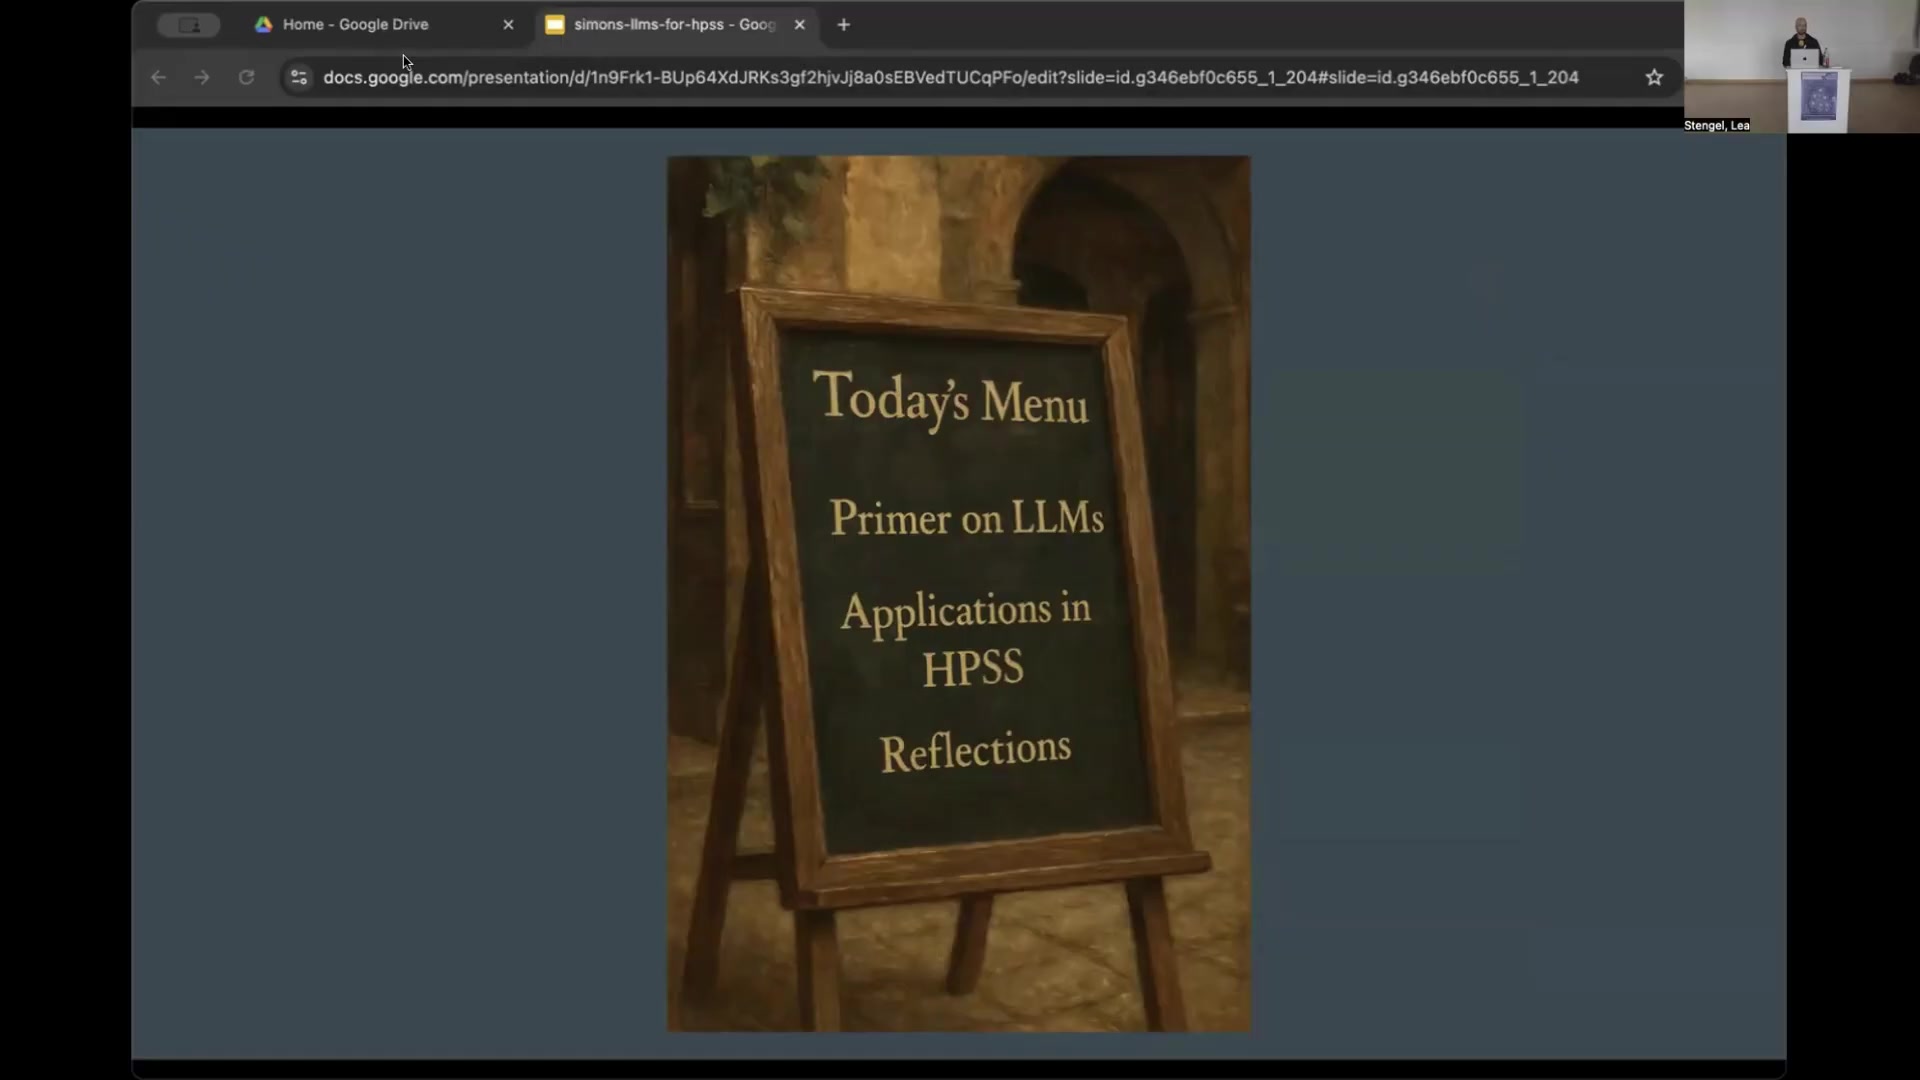 Home - Google Drive
simons-llms-for-hpss - Goog
docs.google.com/presentation/d/1n9Frk1-BUp64XdJRKs3gf2hjvJj8a0sEBVedTUCqPFo/edit?slide=id.g346ebf0c655_1_204#slide=id.g346ebf0c655_1_204
Stengel, Lea
Today's Menu
Primer on LLMs
Applications in
HPSS
Reflections